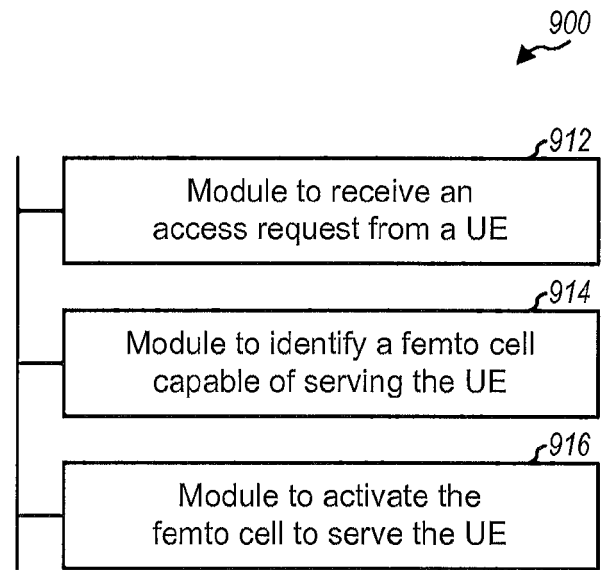 900
912
Module to receive an
access request from a UE
914
Module to identify a femto cell
capable of serving the UE
916
Module to activate the
femto cell to serve the UE